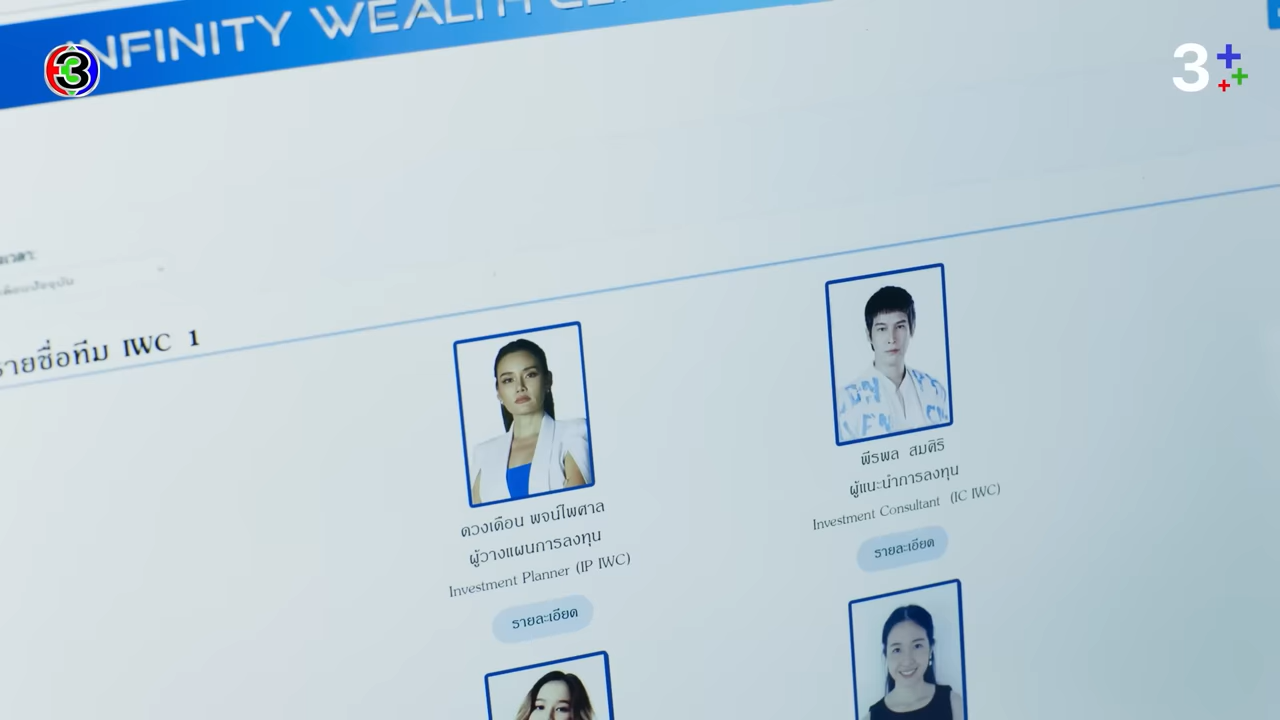 INFINITY WEALTH
3
3
รายชื่อทีม IWC 1
ดวงเดือน พจน์ไพศาล
ผู้วางแผนการลงทุน
Investment Planner (IP IWC)
รายละเอียด
พีรพล สมศิริ
ผู้แนะนำการลงทุน
Investment Consultant (IC IWC)
รายละเอียด